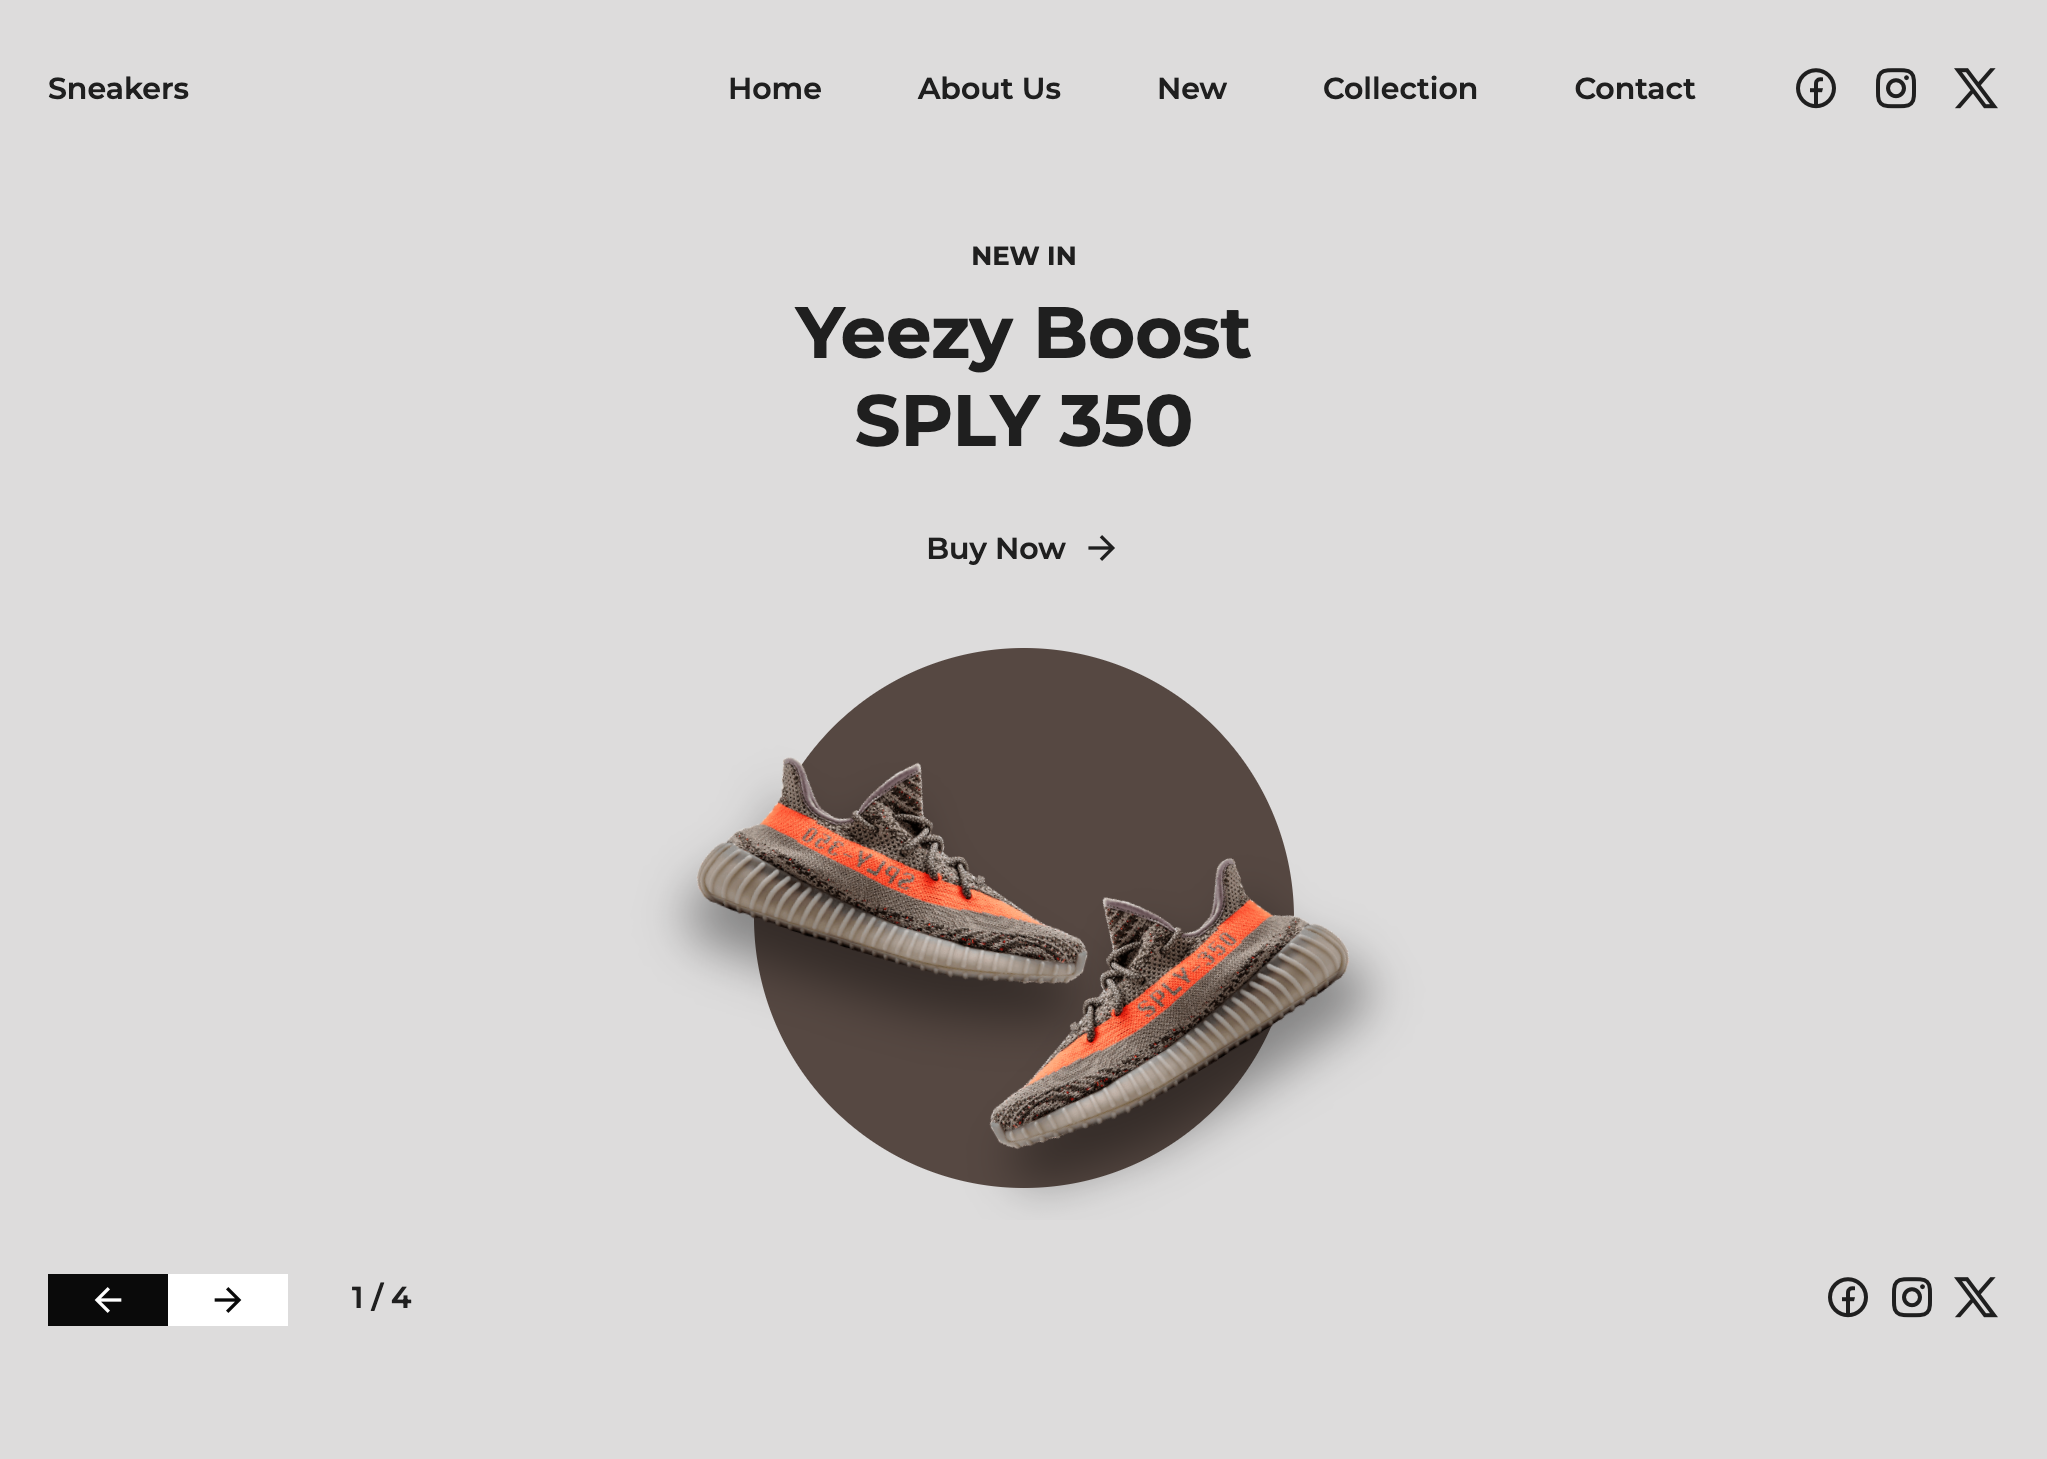 Sneakers
Home About Us New Collection Contact
NEW IN
Yeezy Boost
SPLY 350
Buy Now
SPLY 350
SPLY 350
1 / 4